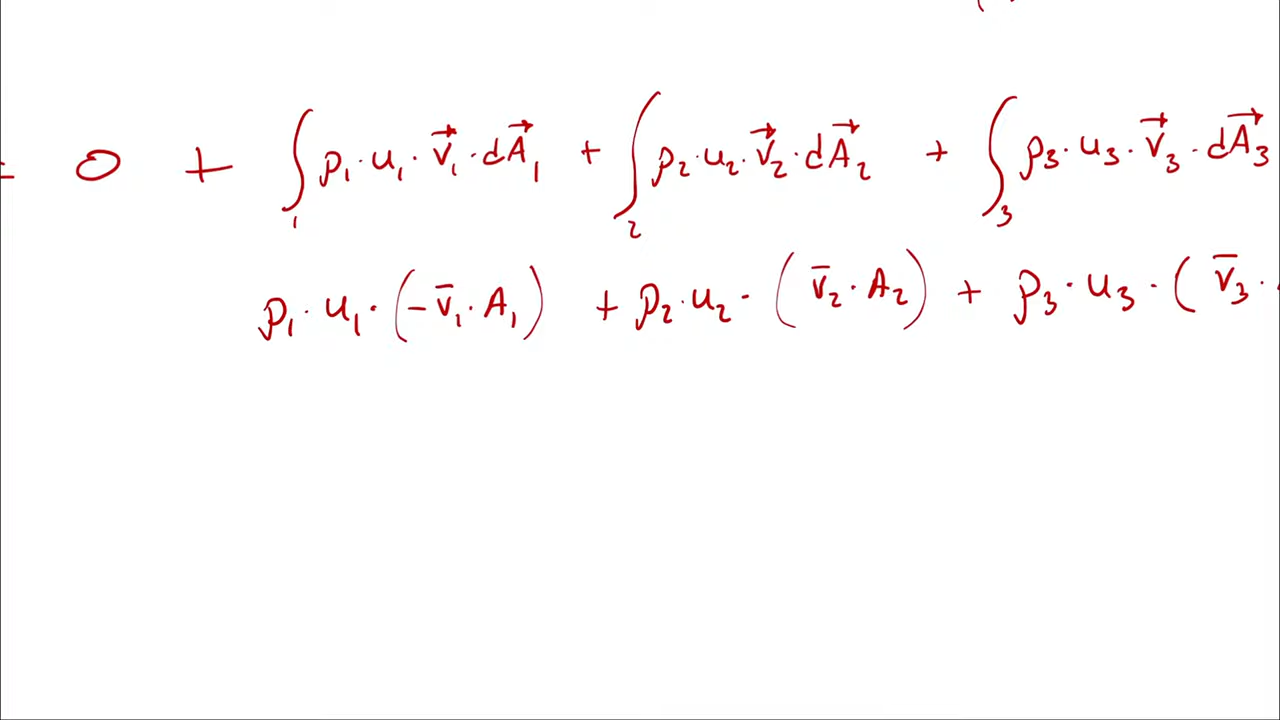 = 0 + ∫₁ ρ₁·u₁·v⃗₁·dA⃗₁ + ∫₂ ρ₂·u₂·v⃗₂·dA⃗₂ + ∫₃ ρ₃·u₃·v⃗₃·dA⃗₃
ρ₁·u₁·(-v̄₁·A₁) + ρ₂·u₂·(v̄₂·A₂) + ρ₃·u₃·(v̄₃·